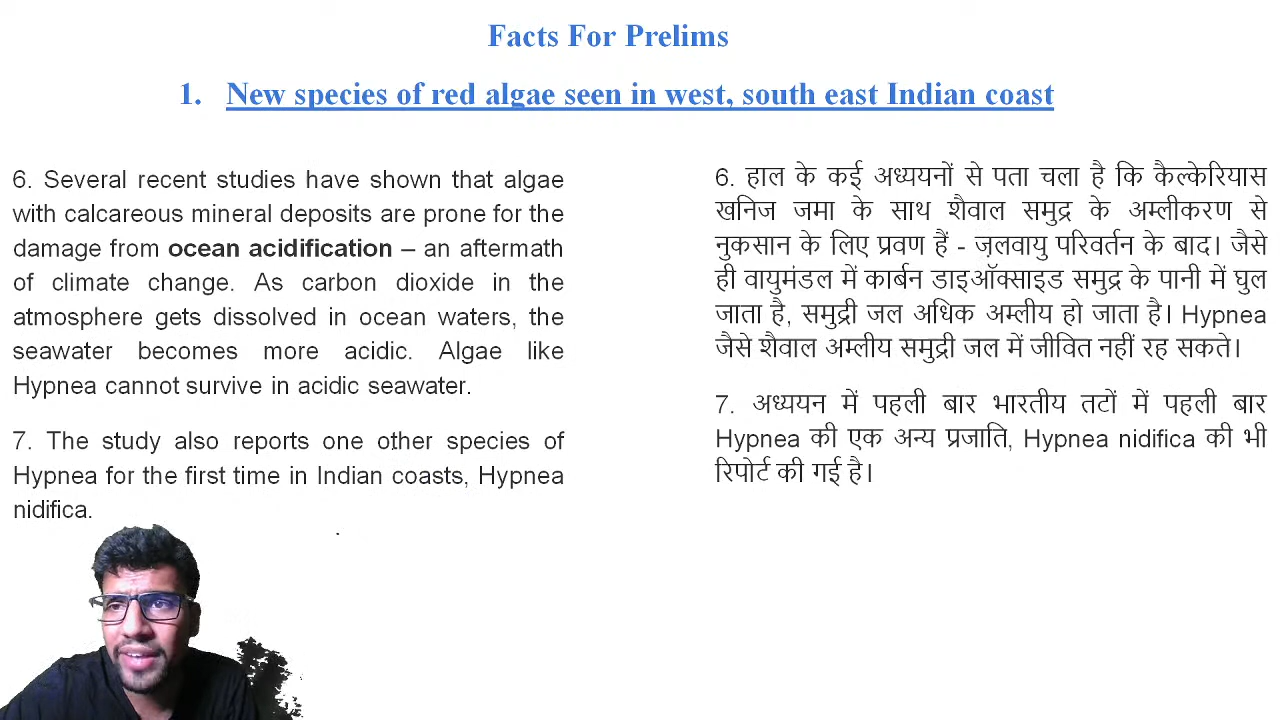 Facts For Prelims
1. New species of red algae seen in west, south east Indian coast
6. Several recent studies have shown that algae
with calcareous mineral deposits are prone for the
damage from ocean acidification – an aftermath
of climate change. As carbon dioxide in the
atmosphere gets dissolved in ocean waters, the
seawater becomes more acidic. Algae like
Hypnea cannot survive in acidic seawater.
7. The study also reports one other species of
Hypnea for the first time in Indian coasts, Hypnea
nidifica.
6. हाल के कई अध्ययनों से पता चला है कि कैल्केरियास
खनिज जमा के साथ शैवाल समुद्र के अम्लीकरण से
नुकसान के लिए प्रवण हैं - ज़लवायु परिवर्तन के बाद। जैसे
ही वायुमंडल में कार्बन डाइऑक्साइड समुद्र के पानी में घुल
जाता है, समुद्री जल अधिक अम्लीय हो जाता है। Hypnea
जैसे शैवाल अम्लीय समुद्री जल में जीवित नहीं रह सकते।
7. अध्ययन में पहली बार भारतीय तटों में पहली बार
Hypnea की एक अन्य प्रजाति, Hypnea nidifica की भी
रिपोर्ट की गई है।